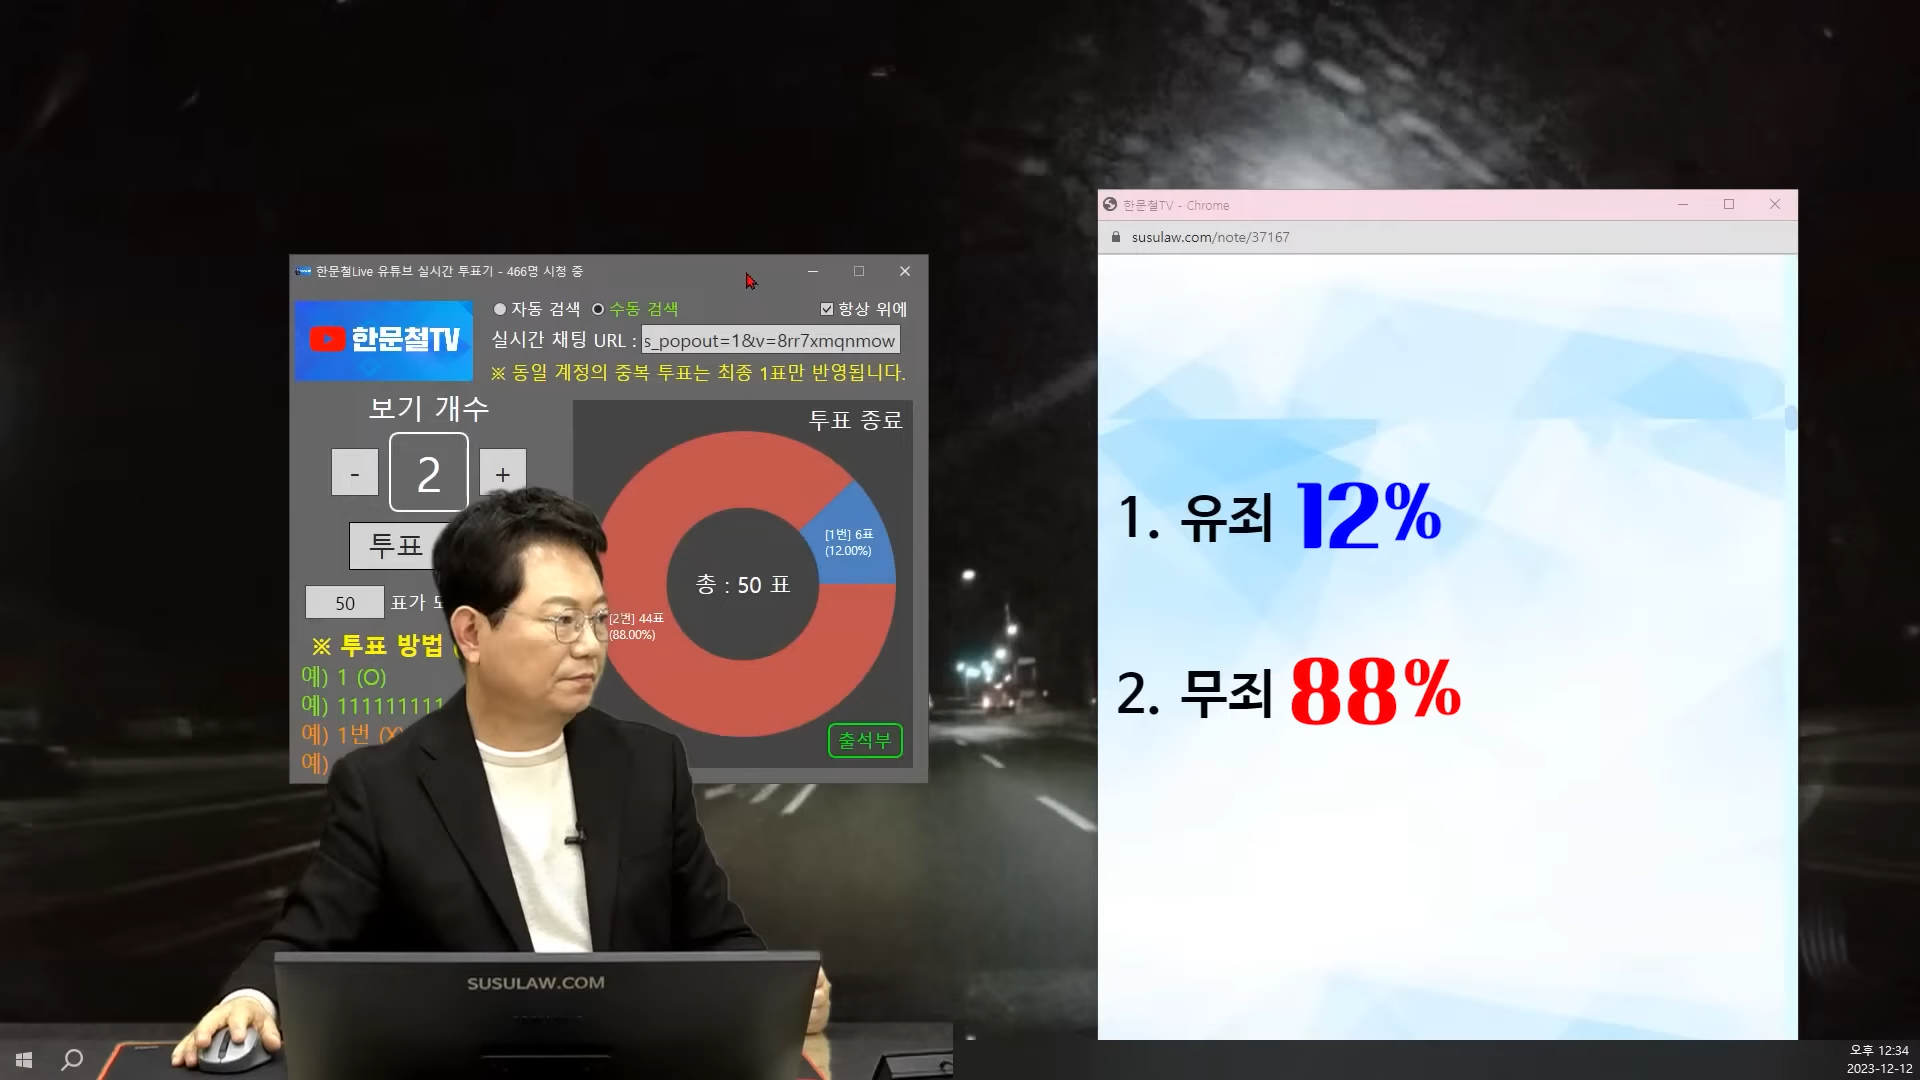 한문철Live 유튜브 실시간 투표기 - 466명 시청 중
한문철TV
자동 검색 수동 검색 항상 위에
실시간 채팅 URL : s_popout=1&v=8rr7xmqnmow
※ 동일 계정의 중복 투표는 최종 1표만 반영됩니다.
보기 개수
- 2 +
투표
50 표가
※ 투표 방법
예) 1 (O)
예) 111111111
예) 1번 (X)
예)
투표 종료
[1번] 6표
(12.00%)
총 : 50 표
[2번] 44표
(88.00%)
출석부
SUSULAW.COM
한문철TV - Chrome
susulaw.com/note/37167
1. 유죄 12%
2. 무죄 88%
오후 12:34
2023-12-12